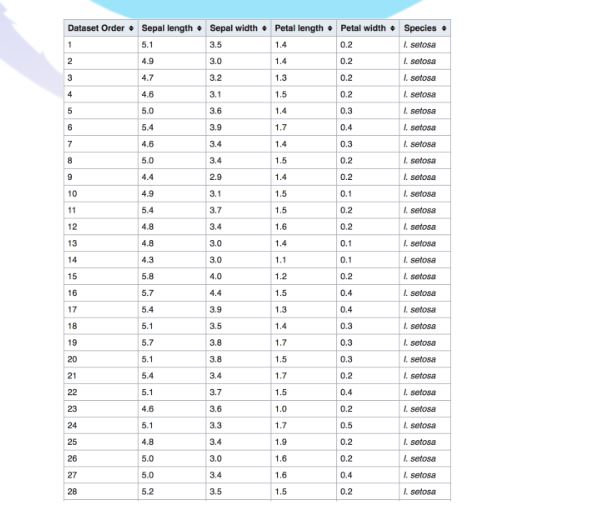 Dataset Order Sepal length Sepal width Petal length Petal width Species
1 5.1 3.5 1.4 0.2 I. setosa
2 4.9 3.0 1.4 0.2 I. setosa
3 4.7 3.2 1.3 0.2 I. setosa
4 4.6 3.1 1.5 0.2 I. setosa
5 5.0 3.6 1.4 0.3 I. setosa
6 5.4 3.9 1.7 0.4 I. setosa
7 4.6 3.4 1.4 0.3 I. setosa
8 5.0 3.4 1.5 0.2 I. setosa
9 4.4 2.9 1.4 0.2 I. setosa
10 4.9 3.1 1.5 0.1 I. setosa
11 5.4 3.7 1.5 0.2 I. setosa
12 4.8 3.4 1.6 0.2 I. setosa
13 4.8 3.0 1.4 0.1 I. setosa
14 4.3 3.0 1.1 0.1 I. setosa
15 5.8 4.0 1.2 0.2 I. setosa
16 5.7 4.4 1.5 0.4 I. setosa
17 5.4 3.9 1.3 0.4 I. setosa
18 5.1 3.5 1.4 0.3 I. setosa
19 5.7 3.8 1.7 0.3 I. setosa
20 5.1 3.8 1.5 0.3 I. setosa
21 5.4 3.4 1.7 0.2 I. setosa
22 5.1 3.7 1.5 0.4 I. setosa
23 4.6 3.6 1.0 0.2 I. setosa
24 5.1 3.3 1.7 0.5 I. setosa
25 4.8 3.4 1.9 0.2 I. setosa
26 5.0 3.0 1.6 0.2 I. setosa
27 5.0 3.4 1.6 0.4 I. setosa
28 5.2 3.5 1.5 0.2 I. setosa